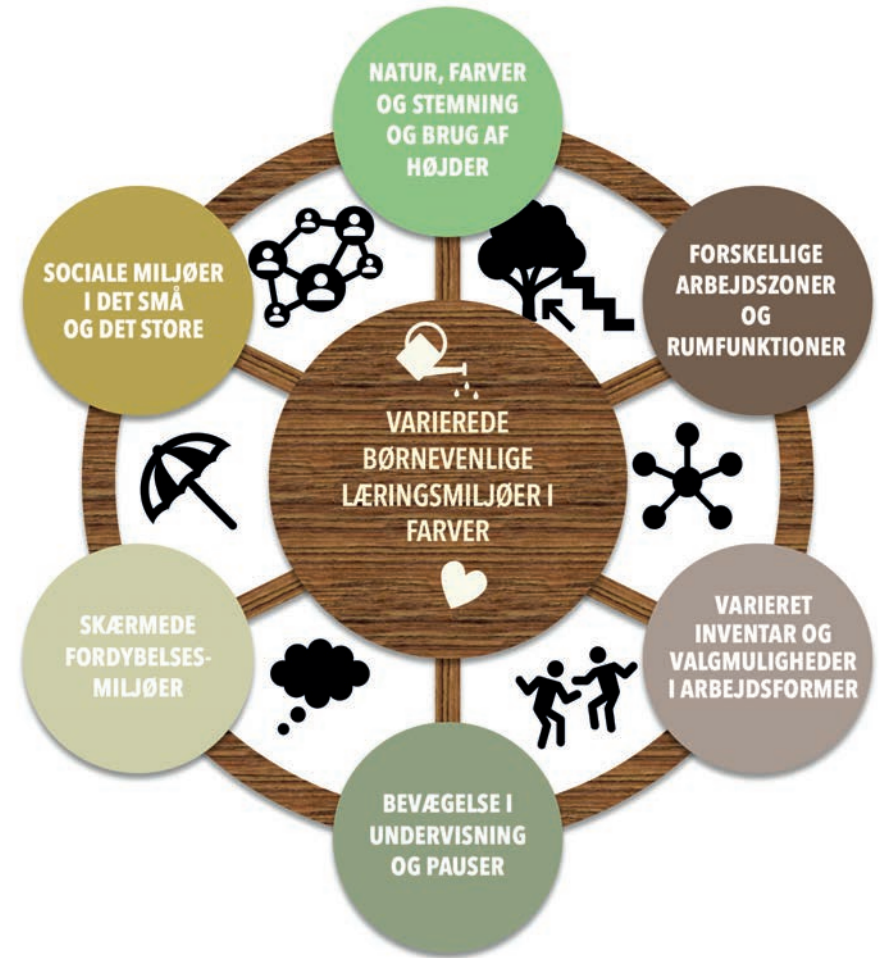 NATUR, FARVER
OG STEMNING
OG BRUG AF
HØJDER
FORSKELLIGE
ARBEJDSZONER
OG
RUMFUNKTIONER
VARIERET
INVENTAR OG
VALGMULIGHEDER
I ARBEJDSFORMER
BEVÆGELSE I
UNDERVISNING
OG PAUSER
SKÆRMEDE
FORDYBELSES-
MILJØER
SOCIALE MILJØER
I DET SMÅ
OG DET STORE
VARIEREDE
BØRNEVENLIGE
LÆRINGSMILJØER I
FARVER